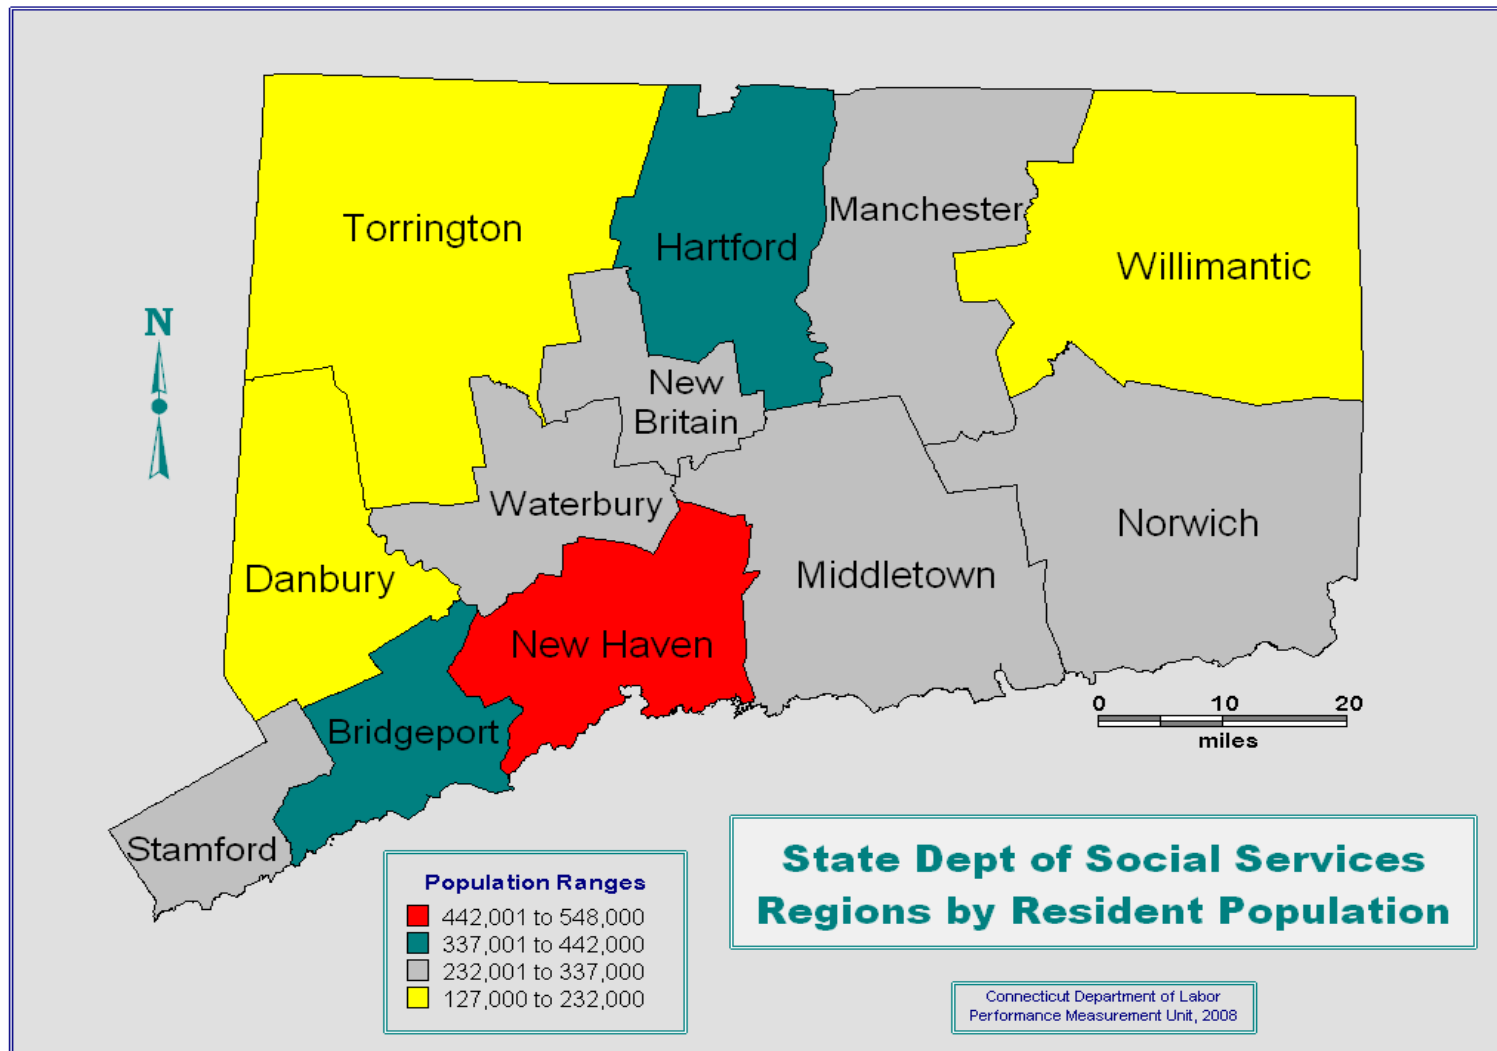 Torrington
Hartford
Manchester
Willimantic
N
New
Britain
Waterbury
Norwich
Danbury
Middletown
New Haven
Bridgeport
Stamford
0 10 20
miles
State Dept of Social Services
Regions by Resident Population
Population Ranges
442,001 to 548,000
337,001 to 442,000
232,001 to 337,000
127,000 to 232,000
Connecticut Department of Labor
Performance Measurement Unit, 2008